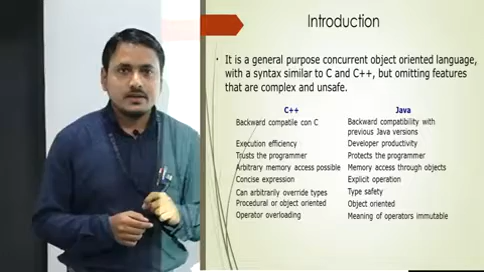 Introduction
• It is a general purpose concurrent object oriented language,
with a syntax similar to C and C++, but omitting features
that are complex and unsafe.
C++ Java
Backward compatile con C Backward compatibility with
previous Java versions
Execution efficiency Developer productivity
Trusts the programmer Protects the programmer
Arbitrary memory access possible Memory access through objects
Concise expression Explicit operation
Can arbitrarily override types Type safety
Procedural or object oriented Object oriented
Operator overloading Meaning of operators immutable